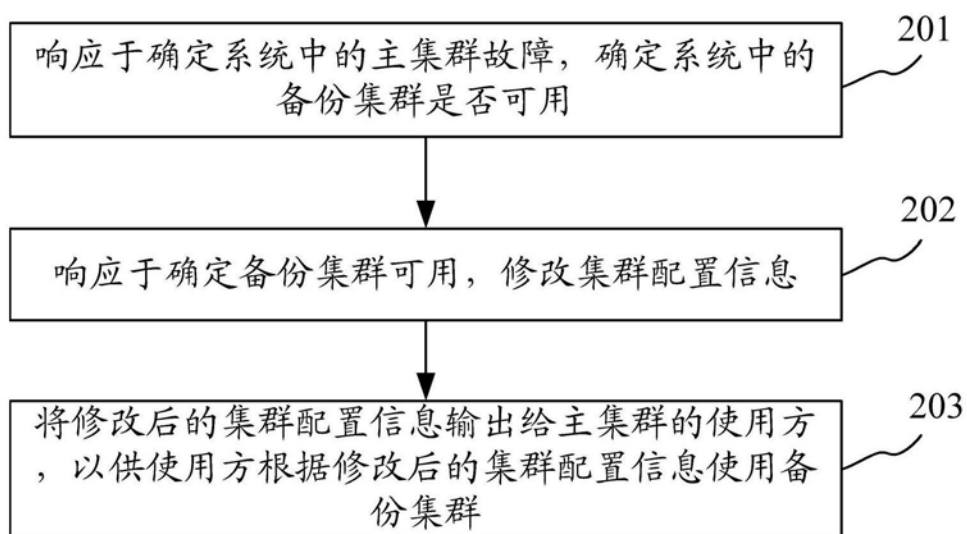 响应于确定系统中的主集群故障，确定系统中的
备份集群是否可用
201
响应于确定备份集群可用，修改集群配置信息
202
将修改后的集群配置信息输出给主集群的使用方
，以供使用方根据修改后的集群配置信息使用备
份集群
203